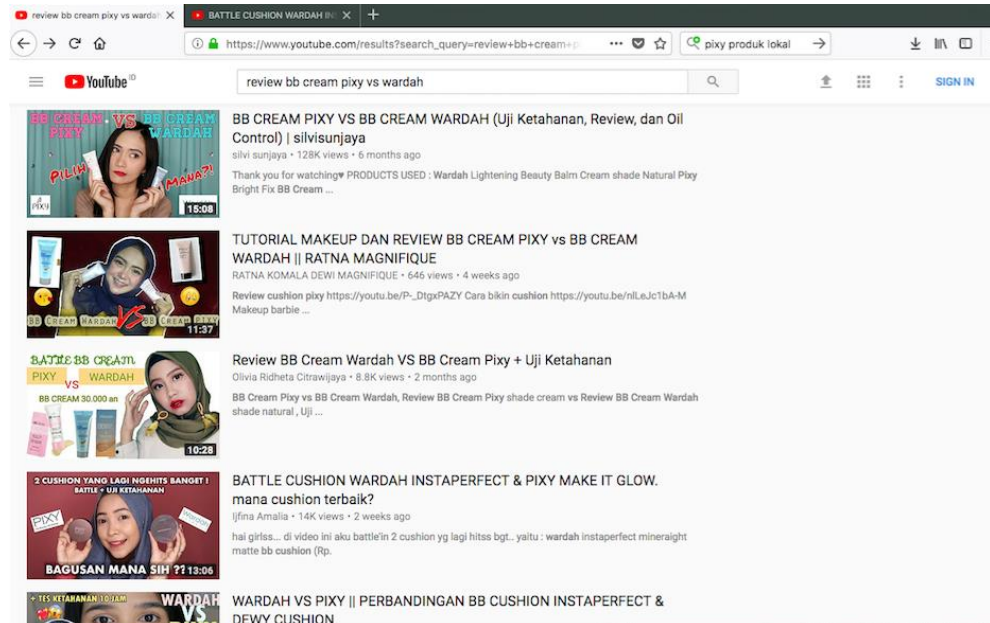 review bb cream pixy vs wardah
BATTLE CUSHION WARDAH IN
https://www.youtube.com/results?search_query=review+bb+cream+p
pixy produk lokal
YouTube ID
review bb cream pixy vs wardah
SIGN IN
BB CREAM PIXY VS BB CREAM WARDAH
PILIH MANA?!
PIXY
15:08
BB CREAM PIXY VS BB CREAM WARDAH (Uji Ketahanan, Review, dan Oil
Control) | silvisunjaya
silvi sunjaya • 128K views • 6 months ago
Thank you for watching♥ PRODUCTS USED : Wardah Lightening Beauty Balm Cream shade Natural Pixy
Bright Fix BB Cream ...
BB CREAM WARDAH VS BB CREAM PIXY
11:37
TUTORIAL MAKEUP DAN REVIEW BB CREAM PIXY vs BB CREAM
WARDAH || RATNA MAGNIFIQUE
RATNA KOMALA DEWI MAGNIFIQUE • 646 views • 4 weeks ago
Review cushion pixy https://youtu.be/P-_DtgxPAZY Cara bikin cushion https://youtu.be/nlLeJc1bA-M
Makeup barbie ...
BATTLE BB CREAM
PIXY VS WARDAH
BB CREAM 30.000 an
10:28
Review BB Cream Wardah VS BB Cream Pixy + Uji Ketahanan
Olivia Ridheta Citrawijaya • 8.8K views • 2 months ago
BB Cream Pixy vs BB Cream Wardah, Review BB Cream Pixy shade cream vs Review BB Cream Wardah
shade natural , Uji ...
2 CUSHION YANG LAGI NGEHITS BANGET !
BATTLE + UJI KETAHANAN
PIXY
wardah
BAGUSAN MANA SIH ??
13:06
BATTLE CUSHION WARDAH INSTAPERFECT & PIXY MAKE IT GLOW.
mana cushion terbaik?
Ijfina Amalia • 14K views • 2 weeks ago
hai girlss... di video ini aku battle'in 2 cushion yg lagi hitss bgt.. yaitu : wardah instaperfect mineraight
matte bb cushion (Rp.
+ TES KETAHANAN 10 JAM
WARDAH
VS
WARDAH VS PIXY || PERBANDINGAN BB CUSHION INSTAPERFECT &
DEWY CUSHION